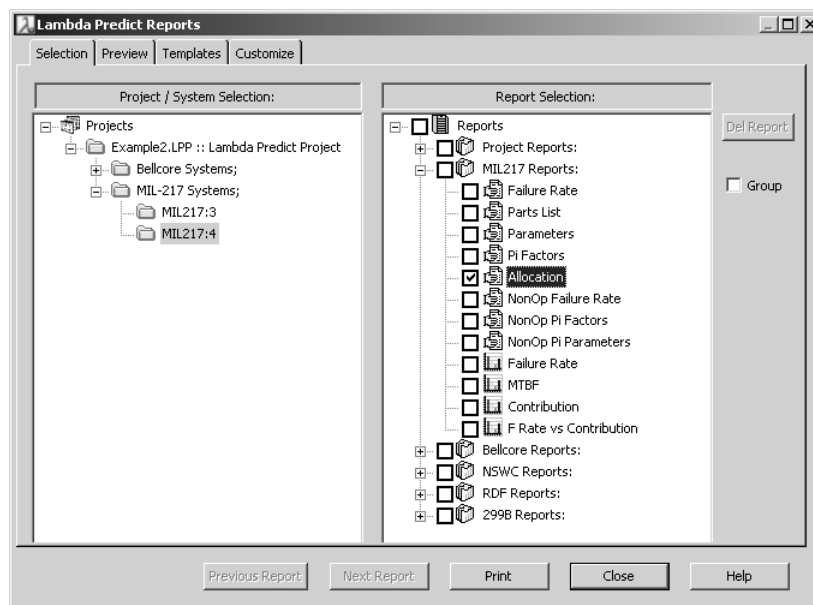 Lambda Predict Reports
Selection Preview Templates Customize
Project / System Selection:
Projects
Example2.LPP :: Lambda Predict Project
Bellcore Systems;
MIL-217 Systems;
MIL217:3
MIL217:4
Report Selection:
Reports
Project Reports:
MIL217 Reports:
Failure Rate
Parts List
Parameters
Pi Factors
Allocation
NonOp Failure Rate
NonOp Pi Factors
NonOp Pi Parameters
Failure Rate
MTBF
Contribution
F Rate vs Contribution
Bellcore Reports:
NSWC Reports:
RDF Reports:
299B Reports:
Del Report
Group
Previous Report Next Report Print Close Help